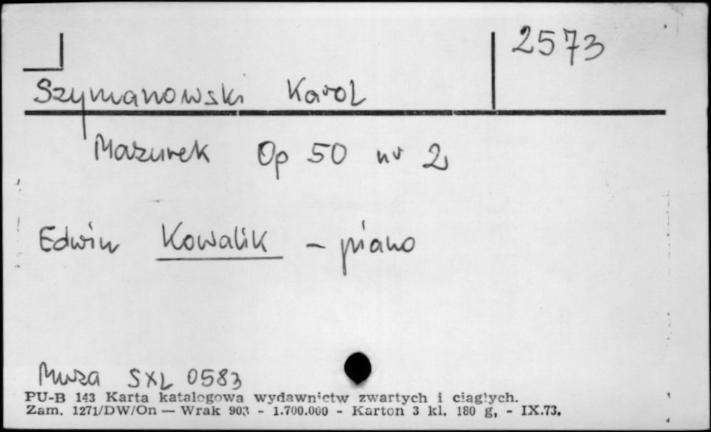 2573
Szymanowski Karol
Mazurek Op 50 nr 2
Edwin Kowalik – piano
Muza SXL 0583
PU-B 143 Karta katalogowa wydawnictw zwartych i ciągłych.
Zam. 1271/DW/On — Wrak 903 - 1.700.000 - Karton 3 kl. 180 g, - IX.73.